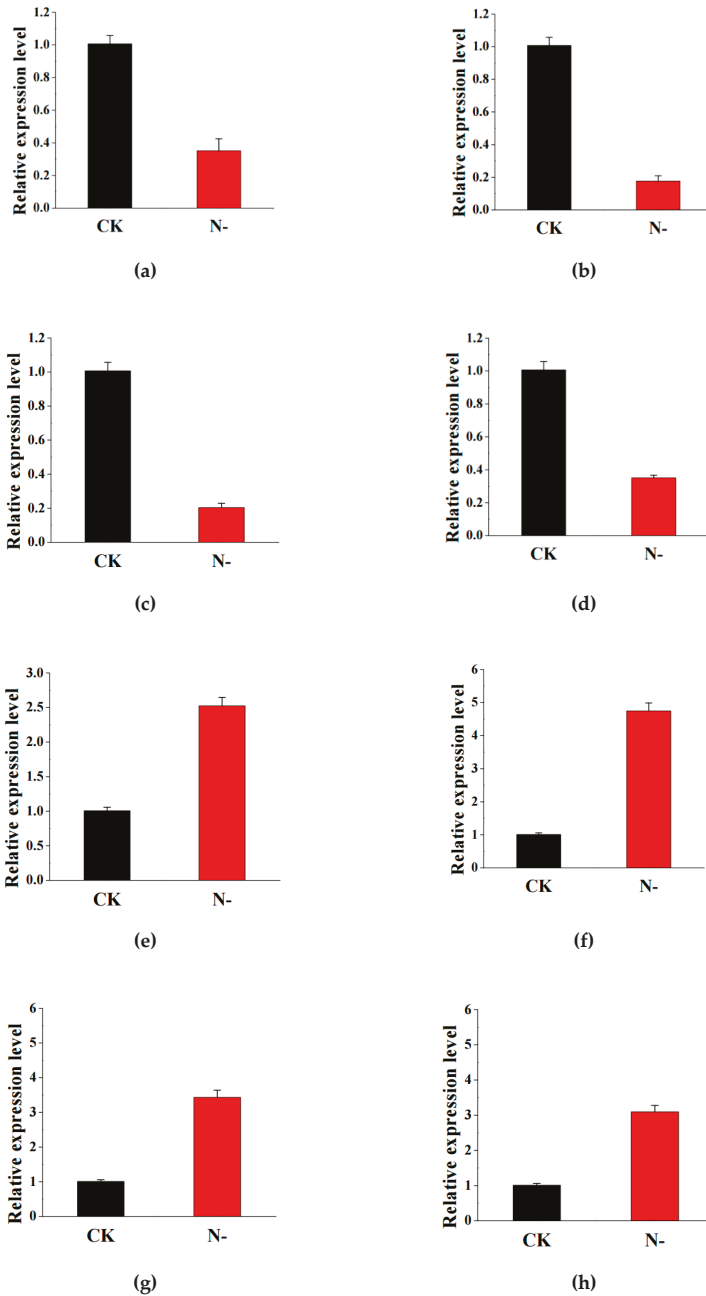 Relative expression level
1.2
1.0
0.8
0.6
0.4
0.2
0.0
CK N-
(a)
Relative expression level
1.2
1.0
0.8
0.6
0.4
0.2
0.0
CK N-
(b)
Relative expression level
1.2
1.0
0.8
0.6
0.4
0.2
0.0
CK N-
(c)
Relative expression level
1.2
1.0
0.8
0.6
0.4
0.2
0.0
CK N-
(d)
Relative expression level
3.0
2.5
2.0
1.5
1.0
0.5
0.0
CK N-
(e)
Relative expression level
6
5
4
3
2
1
0
CK N-
(f)
Relative expression level
6
5
4
3
2
1
0
CK N-
(g)
Relative expression level
6
5
4
3
2
1
0
CK N-
(h)